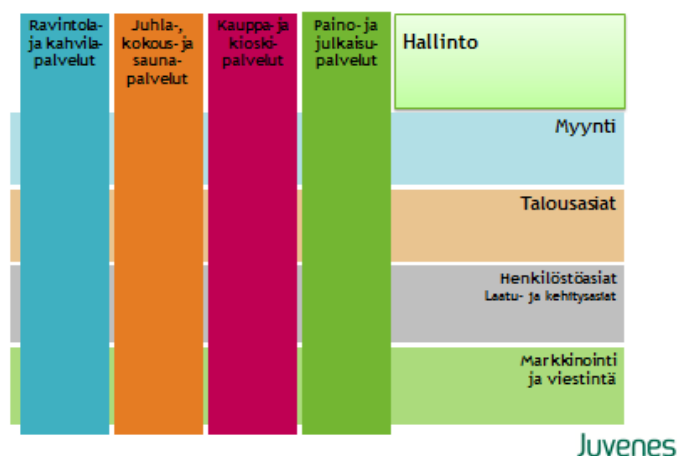 Ravintola-
ja kahvila-
palvelut
Juhla-,
kokous- ja
sauna-
palvelut
Kauppa- ja
kioski-
palvelut
Paino- ja
julkaisu-
palvelut
Hallinto
Myynti
Talousasiat
Henkilöstöasiat
Laatu- ja kehitysasiat
Markkinointi
ja viestintä
Juvenes